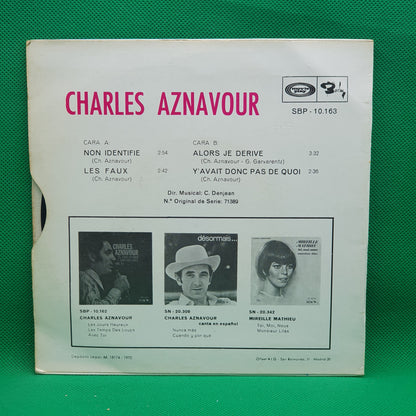 SBP - 10.163
CHARLES AZNAVOUR
CARA A:
NON IDENTIFIE 2:54
(Ch. Aznavour)
LES FAUX 2:42
(Ch. Aznavour)
CARA B:
ALORS JE DERIVE 3:32
(Ch. Aznavour - G. Garvarentz)
Y'AVAIT DONC PAS DE QUOI 2:36
(Ch. Aznavour)
Dir. Musical: C. Denjean
N.º Original de Serie: 71389
CHARLES
AZNAVOUR
désormais...
MIREILLE
MATHIEU
SBP - 10.162
CHARLES AZNAVOUR
Les Jours Heureux
Les Temps Des Loups
Avec Toi
SN - 20.309
CHARLES AZNAVOUR
canta en español
Nunca más
Cuando y por qué
SN - 20.342
MIREILLE MATHIEU
Toi, Moi, Nous
Monsieur